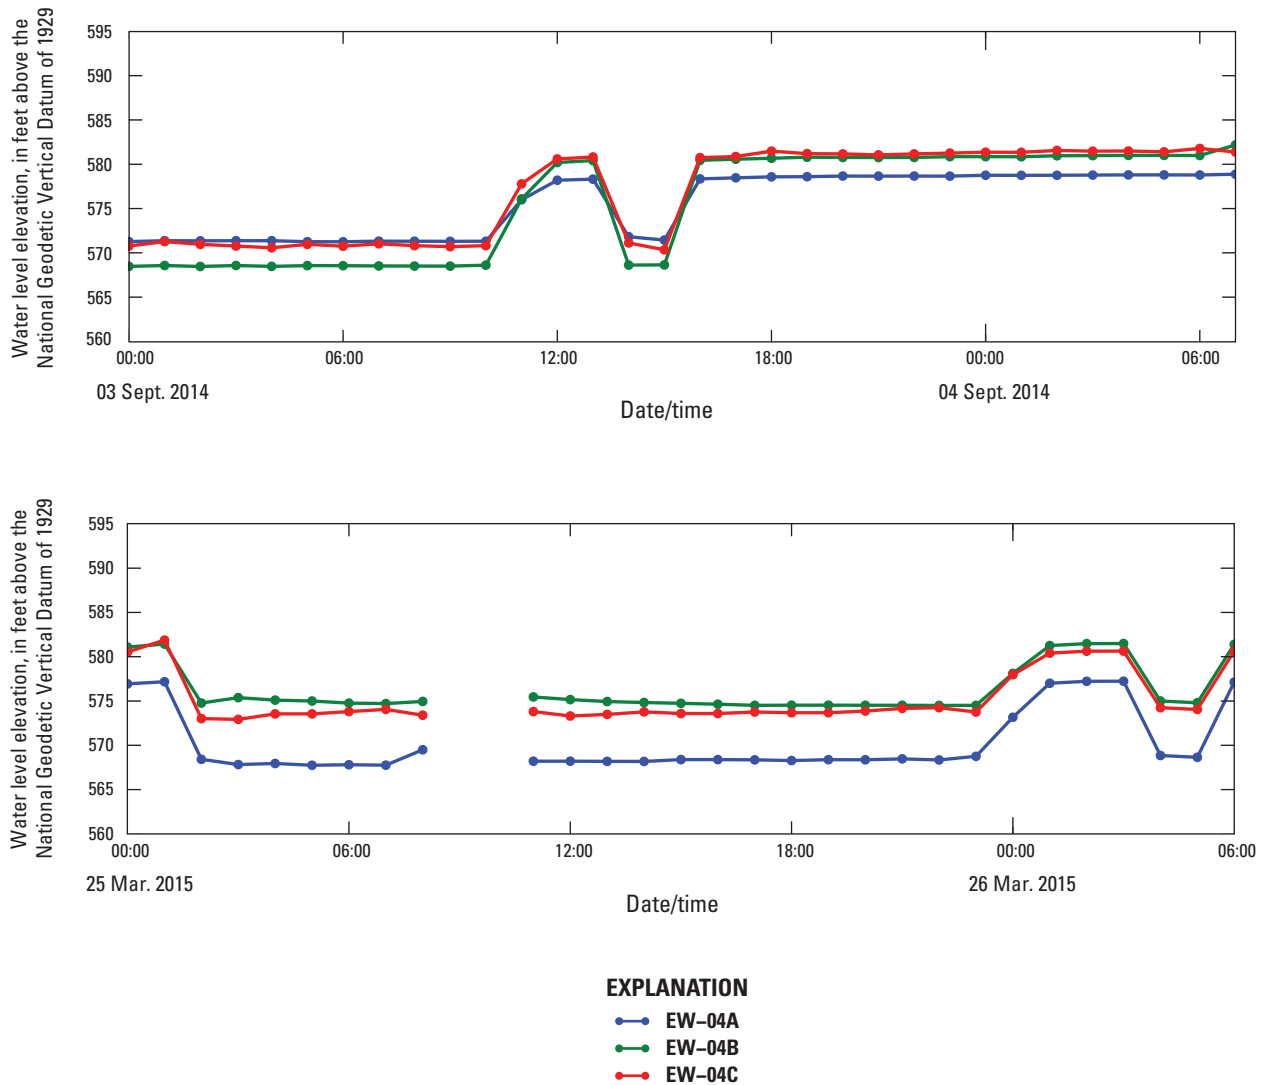 Water level elevation, in feet above the
National Geodetic Vertical Datum of 1929
595
590
585
580
575
570
565
560
00:00 06:00 12:00 18:00 00:00 06:00
03 Sept. 2014 04 Sept. 2014
Date/time
Water level elevation, in feet above the
National Geodetic Vertical Datum of 1929
595
590
585
580
575
570
565
560
00:00 06:00 12:00 18:00 00:00 06:00
25 Mar. 2015 26 Mar. 2015
Date/time
EXPLANATION
EW–04A
EW–04B
EW–04C